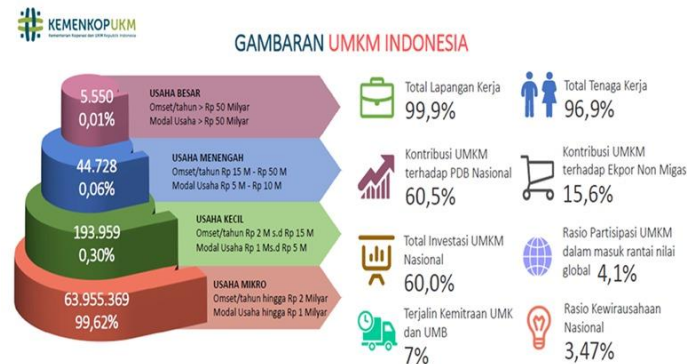 KEMENKOPUKM
Kementerian Koperasi dan UKM Republik Indonesia
GAMBARAN UMKM INDONESIA
5.550
0,01%
USAHA BESAR
Omset/tahun > Rp 50 Milyar
Modal Usaha > Rp 50 Milyar
44.728
0,06%
USAHA MENENGAH
Omset/tahun Rp 15 M - Rp 50 M
Modal Usaha Rp 5 M - Rp 10 M
193.959
0,30%
USAHA KECIL
Omset/tahun Rp 2 M s.d Rp 15 M
Modal Usaha Rp 1 Ms.d Rp 5 M
63.955.369
99,62%
USAHA MIKRO
Omset/tahun hingga Rp 2 Milyar
Modal Usaha hingga Rp 1 Milyar
Total Lapangan Kerja
99,9%
Total Tenaga Kerja
96,9%
Kontribusi UMKM
terhadap PDB Nasional
60,5%
Kontribusi UMKM
terhadap Ekpor Non Migas
15,6%
Total Investasi UMKM
Nasional
60,0%
Rasio Partisipasi UMKM
dalam masuk rantai nilai
global 4,1%
Terjalin Kemitraan UMK
dan UMB
7%
Rasio Kewirausahaan
Nasional
3,47%